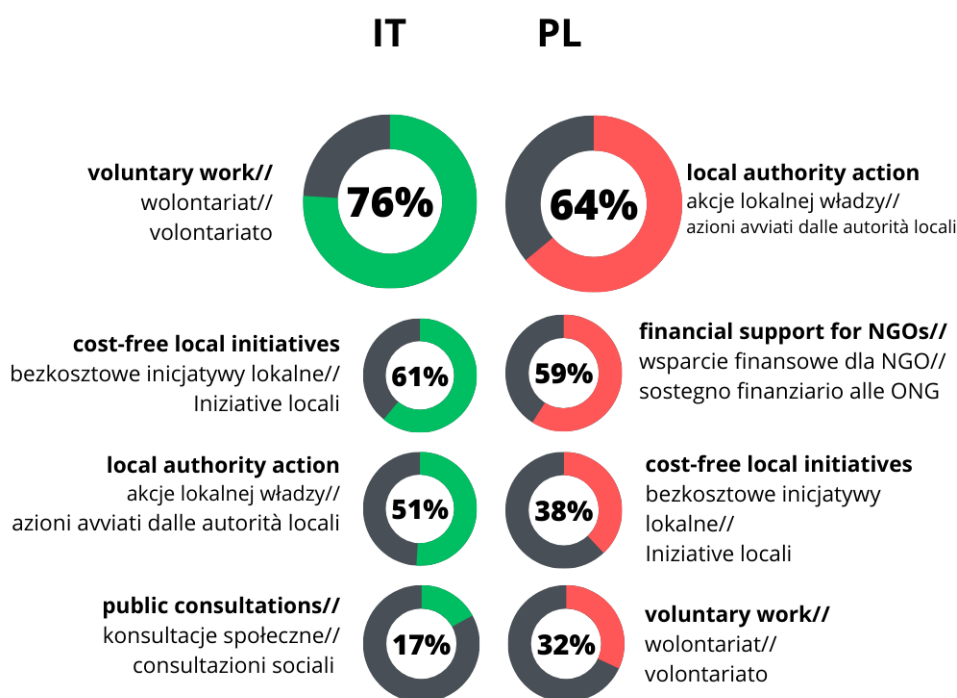 IT
PL
voluntary work//
wolontariat//
volontariato
76%
64%
local authority action
akcje lokalnej władzy//
azioni avviati dalle autorità locali
cost-free local initiatives
bezkosztowe inicjatywy lokalne//
Iniziative locali
61%
59%
financial support for NGOs//
wsparcie finansowe dla NGO//
sostegno finanziario alle ONG
local authority action
akcje lokalnej władzy//
azioni avviati dalle autorità locali
51%
38%
cost-free local initiatives
bezkosztowe inicjatywy
lokalne//
Iniziative locali
public consultations//
konsultacje społeczne//
consultazioni sociali
17%
32%
voluntary work//
wolontariat//
volontariato